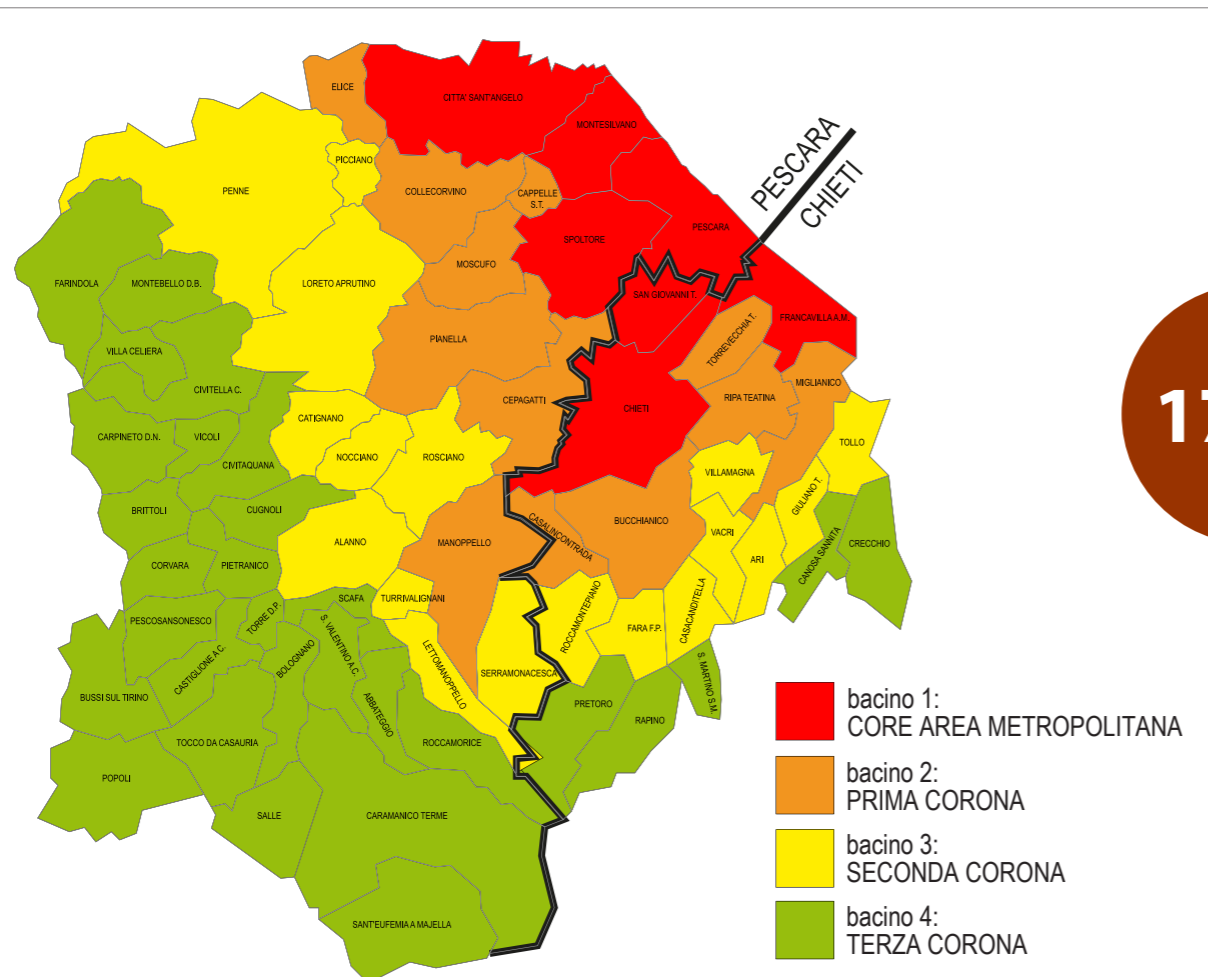 ELICE
CITTA' SANT'ANGELO
MONTESILVANO
PESCARA
CHIETI
PICCIANO
PENNE
COLLECORVINO
CAPPELLE
S.T.
PESCARA
SPOLTORE
MOSCUFO
FARINDOLA
MONTEBELLO D.B.
LORETO APRUTINO
SAN GIOVANNI T.
FRANCAVILLA A.M.
TORREVECCHIA T.
PIANELLA
VILLA CELIERA
MIGLIANICO
CIVITELLA C.
CEPAGATTI
RIPA TEATINA
CHIETI
17
CATIGNANO
CARPINETO D.N.
VICOLI
TOLLO
NOCCIANO
ROSCIANO
CIVITAQUANA
VILLAMAGNA
GIULIANO T.
BRITTOLI
CUGNOLI
CASALINCONTRADA
BUCCHIANICO
VACRI
ALANNO
MANOPPELLO
CRECCHIO
CANOSA SANNITA
ARI
CORVARA
PIETRANICO
SCAFA
TURRIVALIGNANI
ROCCAMONTEPIANO
CASACANDITELLA
PESCOSANSONESCO
TORRE D.P.
S. VALENTINO A.C.
FARA F.P.
CASTIGLIONE A C.
BOLOGNANO
LETTOMANOPPELLO
SERRAMONACESCA
S. MARTINO S.M.
BUSSI SUL TIRINO
ABBATEGGIO
PRETORO
RAPINO
TOCCO DA CASAURIA
ROCCAMORICE
POPOLI
SALLE
CARAMANICO TERME
SANT'EUFEMIA A MAJELLA
bacino 1:
CORE AREA METROPOLITANA
bacino 2:
PRIMA CORONA
bacino 3:
SECONDA CORONA
bacino 4:
TERZA CORONA